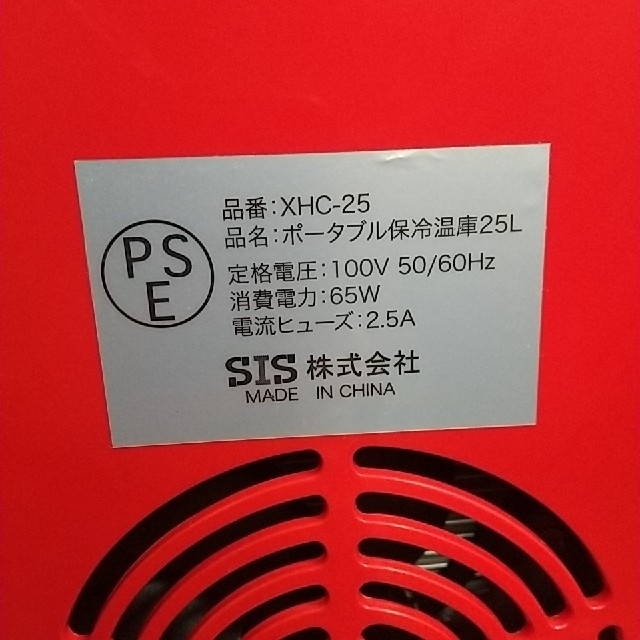 PS
E
品番:XHC-25
品名:ポータブル保冷温庫25L
定格電圧:100V 50/60Hz
消費電力:65W
電流ヒューズ:2.5A
SIS 株式会社
MADE IN CHINA